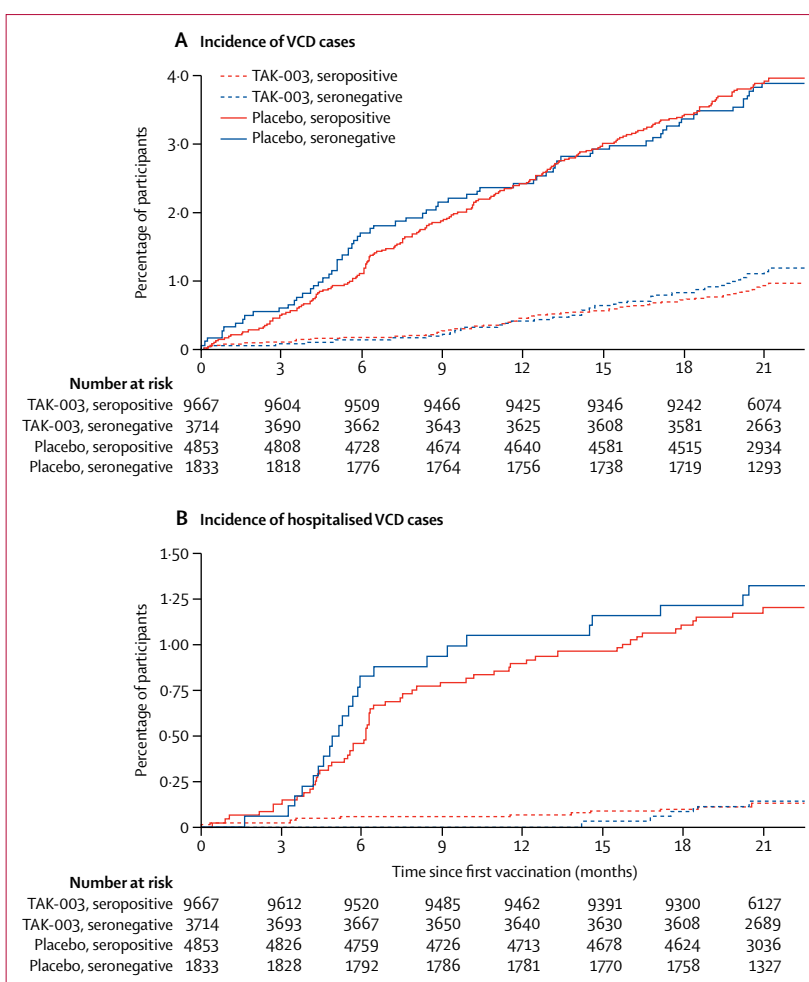 A Incidence of VCD cases
4·0
3·0
2·0
1·0
0
Percentage of participants
TAK-003, seropositive
TAK-003, seronegative
Placebo, seropositive
Placebo, seronegative
0 3 6 9 12 15 18 21
Number at risk
TAK-003, seropositive 9667 9604 9509 9466 9425 9346 9242 6074
TAK-003, seronegative 3714 3690 3662 3643 3625 3608 3581 2663
Placebo, seropositive 4853 4808 4728 4674 4640 4581 4515 2934
Placebo, seronegative 1833 1818 1776 1764 1756 1738 1719 1293
B Incidence of hospitalised VCD cases
1·50
1·25
1·00
0·75
0·50
0·25
0
Percentage of participants
0 3 6 9 12 15 18 21
Time since first vaccination (months)
Number at risk
TAK-003, seropositive 9667 9612 9520 9485 9462 9391 9300 6127
TAK-003, seronegative 3714 3693 3667 3650 3640 3630 3608 2689
Placebo, seropositive 4853 4826 4759 4726 4713 4678 4624 3036
Placebo, seronegative 1833 1828 1792 1786 1781 1770 1758 1327